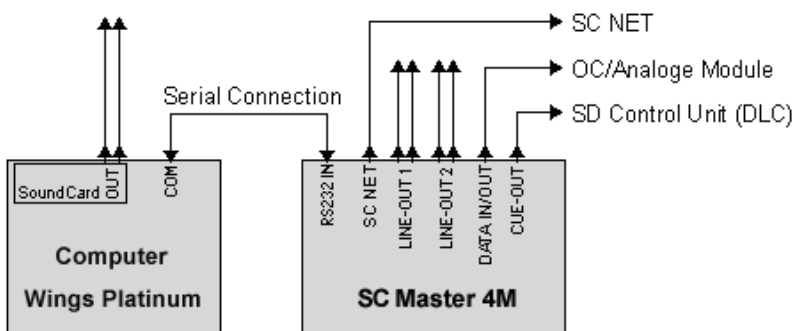 SC NET
OC/Analoge Module
Serial Connection
SD Control Unit (DLC)
SoundCard
OUT
COM
RS232 IN
SC NET
LINE-OUT 1
LINE-OUT 2
DATA IN/OUT
CUE-OUT
Computer
Wings Platinum
SC Master 4M